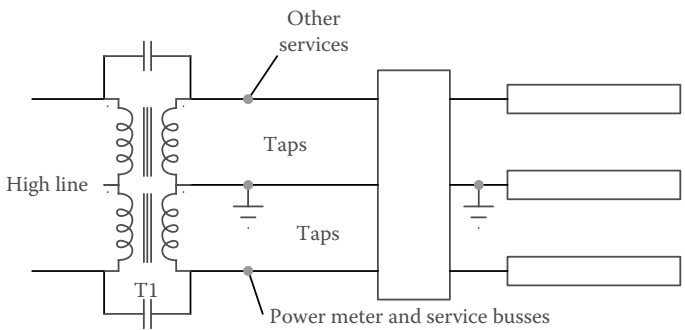 Other
services
Taps
High line
Taps
T1
Power meter and service busses